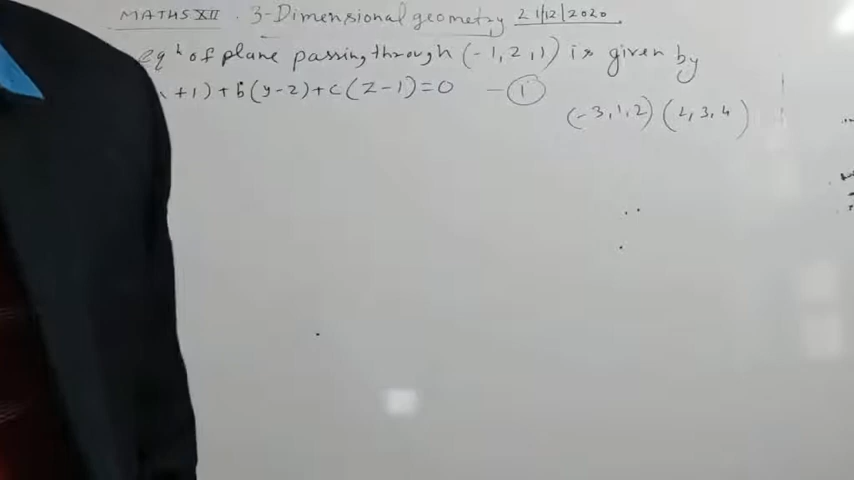 MATHS XII . 3-Dimensional geometry 21/12/2020
eqⁿ of plane passing through (-1, 2, 1) is given by
+1) + b(y-2) + c(z-1) = 0 - ①
(-3, 1, 2) ( , 3, 4)